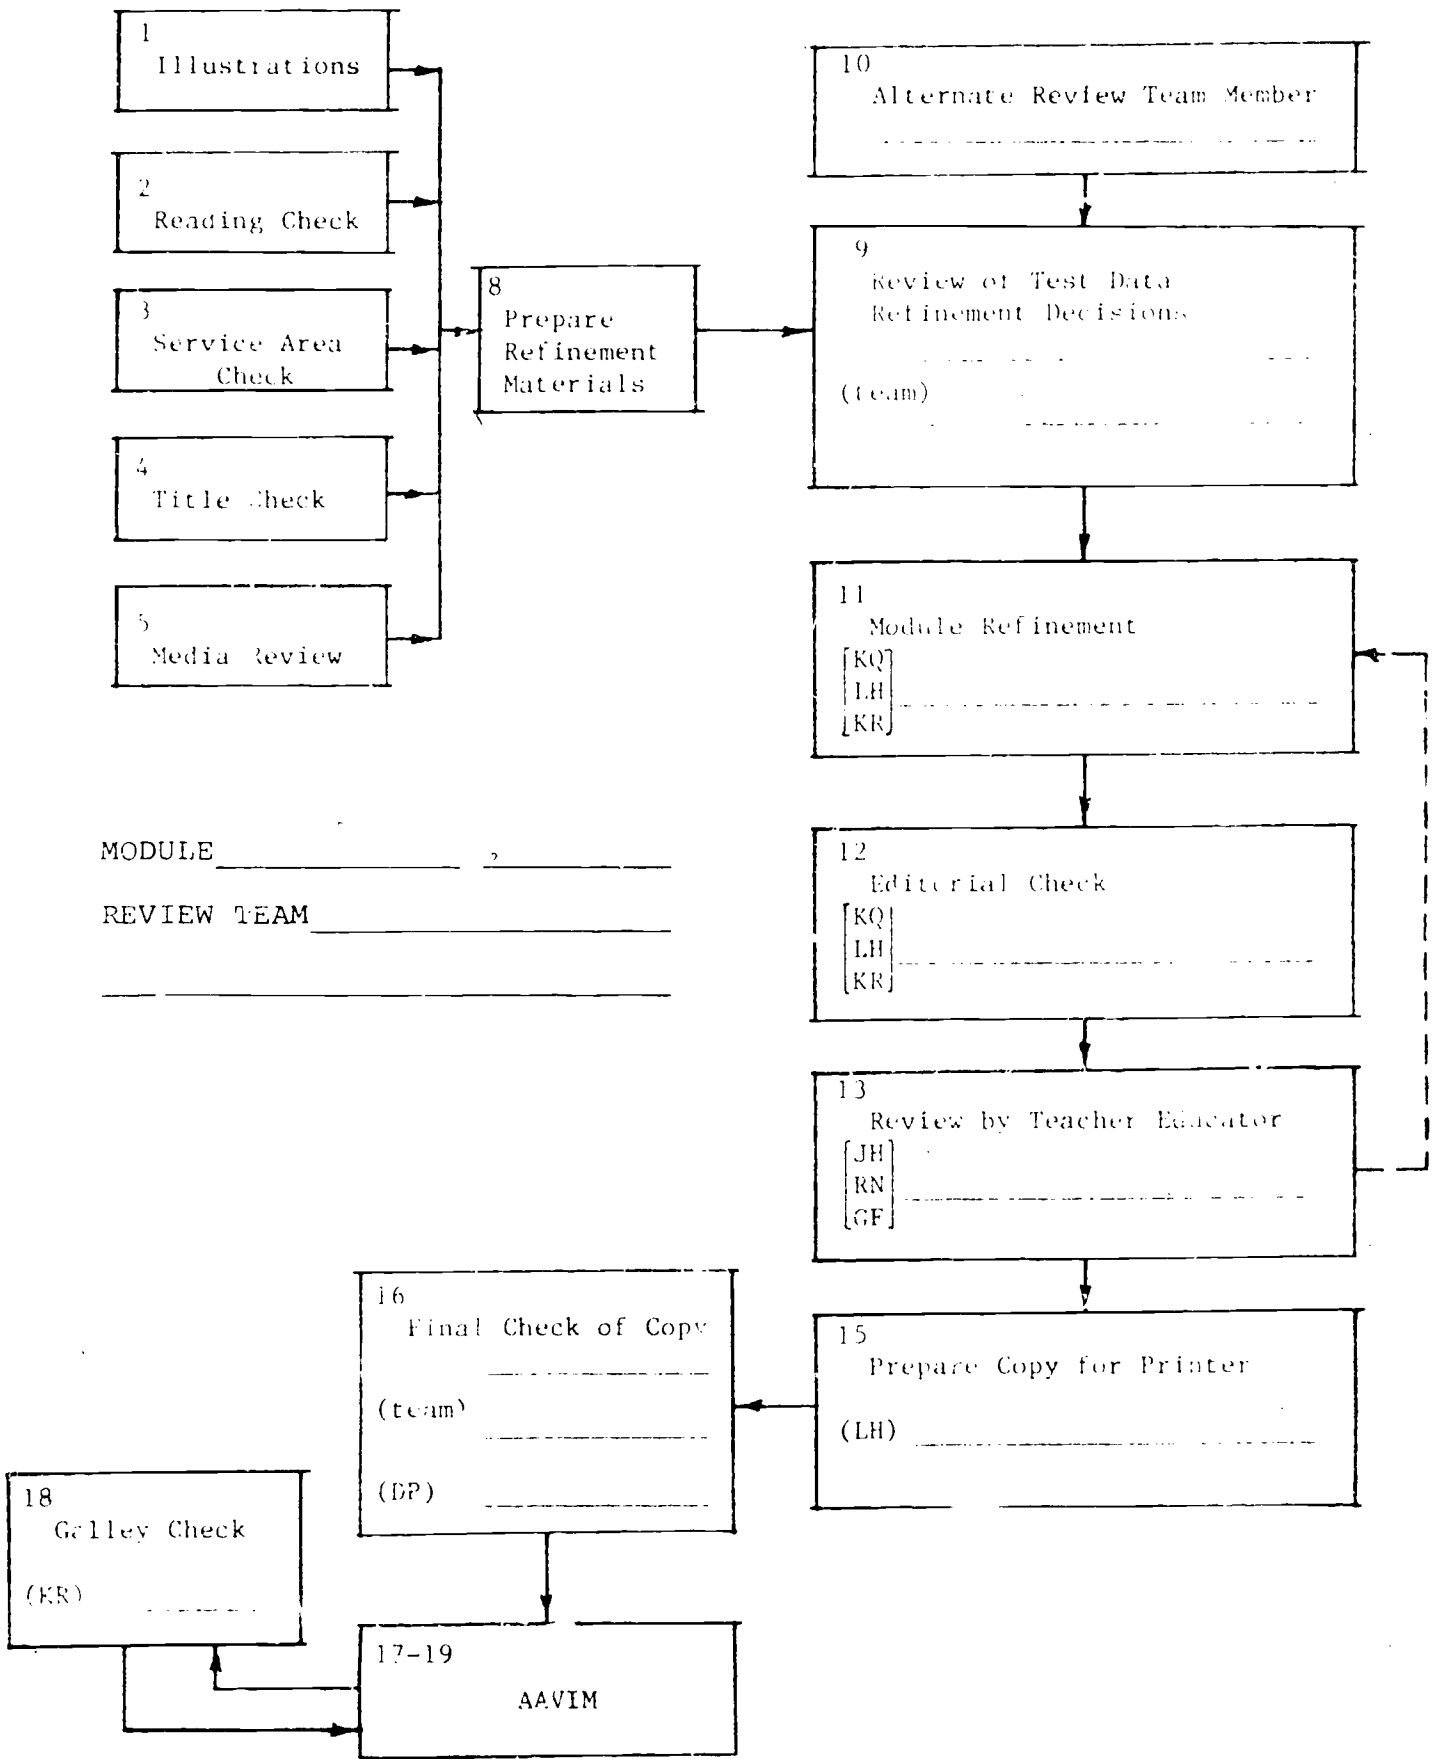 1
Illustrations
2
Reading Check
3
Service Area
Check
4
Title Check
5
Media Review
8
Prepare
Refinement
Materials
10
Alternate Review Team Member
9
Review of Test Data
Refinement Decisions
(team)
11
Module Refinement
[KQ]
LH
[KR]
12
Editorial Check
[KQ]
LH
[KR]
13
Review by Teacher Educator
[JH]
RN
[GF]
15
Prepare Copy for Printer
(LH)
16
Final Check of Copy
(team)
(DP)
17-19
AAVIM
18
Galley Check
(KR)
MODULE ,
REVIEW TEAM